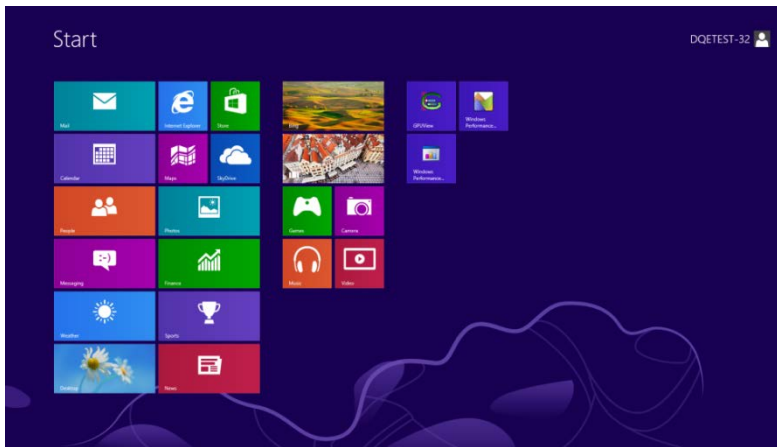 Start
DQETEST-32
Mail
Internet Explorer
Store
Calendar
Maps
SkyDrive
People
Photos
Messaging
Finance
Weather
Sports
Desktop
News
Bing
Games
Camera
Music
Video
GPUView
Windows
Performance...
Windows
Performance...